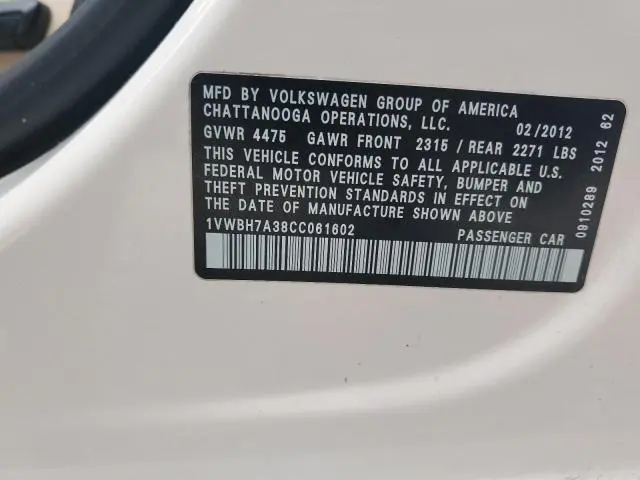 MFD BY VOLKSWAGEN GROUP OF AMERICA
CHATTANOOGA OPERATIONS, LLC. 02/2012
GVWR 4475 GAWR FRONT 2315 / REAR 2271 LBS
THIS VEHICLE CONFORMS TO ALL APPLICABLE U.S.
FEDERAL MOTOR VEHICLE SAFETY, BUMPER AND
THEFT PREVENTION STANDARDS IN EFFECT ON
THE DATE OF MANUFACTURE SHOWN ABOVE
1VWBH7A38CC061602 PASSENGER CAR
0910289 2012 62